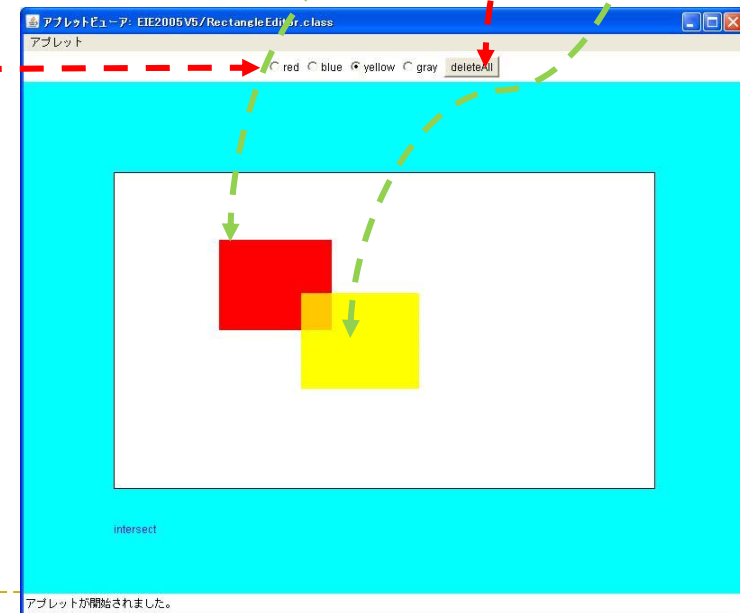 アプレットビューア: EIE2005V5/RectangleEditor.class
アプレット
red blue yellow gray deleteAll
intersect
アプレットが開始されました。